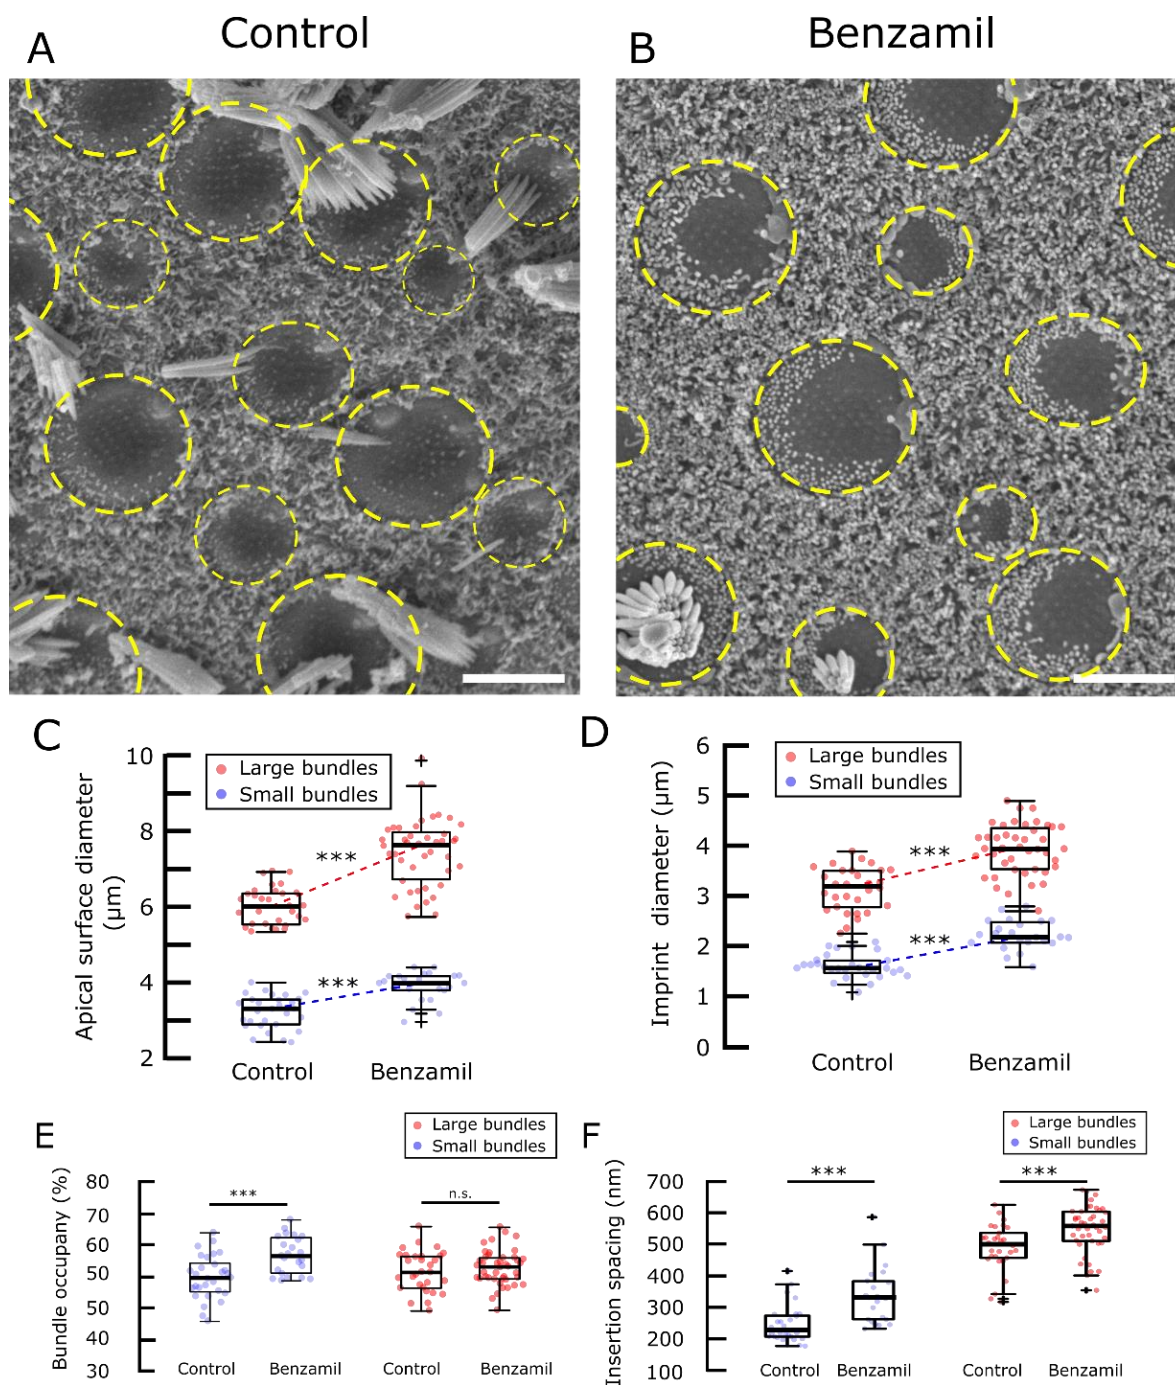 A
Control
B
Benzamil
C
Apical surface diameter
(µm)
10
8
6
4
2
Large bundles
Small bundles
***
***
Control
Benzamil
D
Imprint diameter (µm)
6
5
4
3
2
1
0
Large bundles
Small bundles
***
***
Control
Benzamil
E
Bundle occupany (%)
80
70
60
50
50
40
30
Large bundles
Small bundles
***
n.s.
Control
Benzamil
Control
Benzamil
F
Insertion spacing (nm)
700
600
500
400
300
200
100
Large bundles
Small bundles
***
***
Control
Benzamil
Control
Benzamil